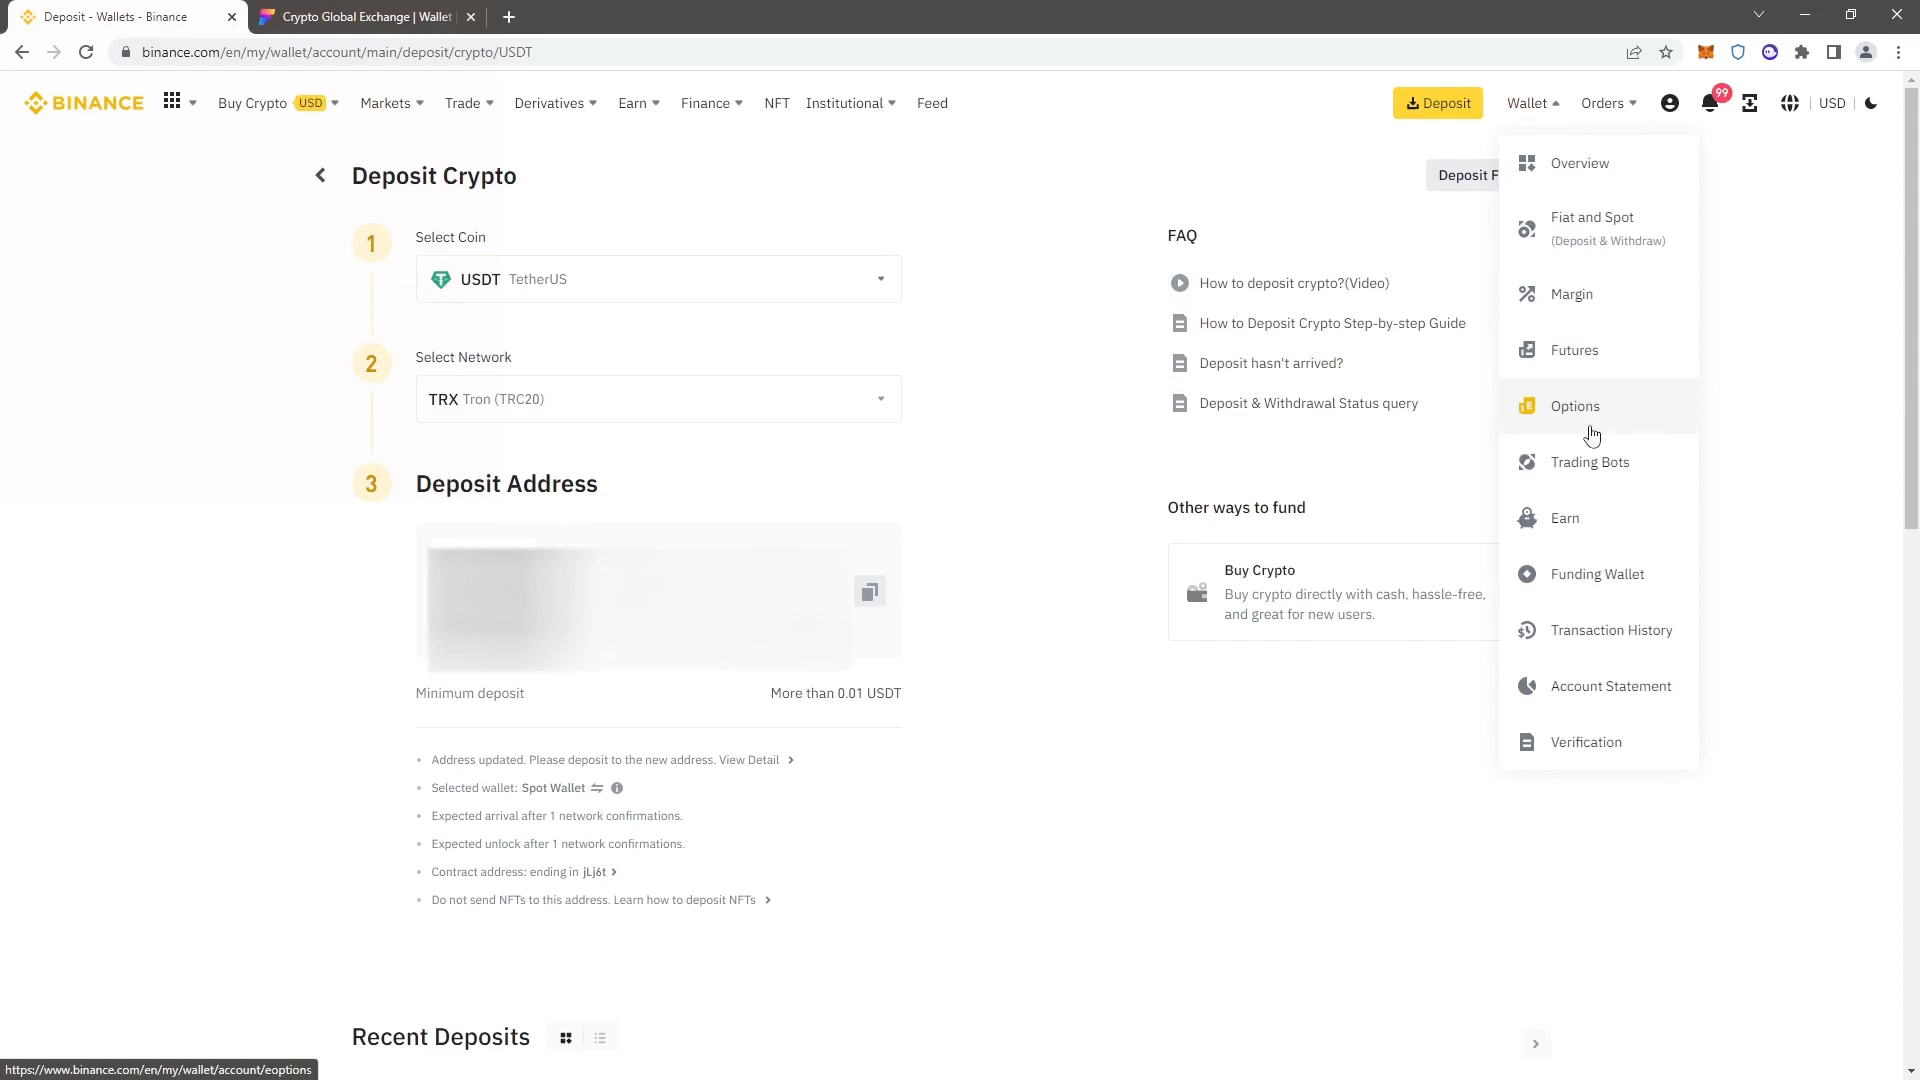 Deposit - Wallets - Binance
Crypto Global Exchange | Wallet
binance.com/en/my/wallet/account/main/deposit/crypto/USDT
BINANCE
Buy Crypto USD
Markets
Trade
Derivatives
Earn
Finance
NFT
Institutional
Feed
Deposit
Wallet
Orders
99
USD
Deposit Crypto
Deposit F
1
Select Coin
USDT TetherUS
2
Select Network
TRX Tron (TRC20)
3
Deposit Address
Minimum deposit
More than 0.01 USDT
Address updated. Please deposit to the new address. View Detail
Selected wallet: Spot Wallet
Expected arrival after 1 network confirmations.
Expected unlock after 1 network confirmations.
Contract address: ending in jLj6t
Do not send NFTs to this address. Learn how to deposit NFTs
FAQ
How to deposit crypto?(Video)
How to Deposit Crypto Step-by-step Guide
Deposit hasn't arrived?
Deposit & Withdrawal Status query
Other ways to fund
Buy Crypto
Buy crypto directly with cash, hassle-free,
and great for new users.
Overview
Fiat and Spot
(Deposit & Withdraw)
Margin
Futures
Options
Trading Bots
Earn
Funding Wallet
Transaction History
Account Statement
Verification
Recent Deposits
https://www.binance.com/en/my/wallet/account/eoptions